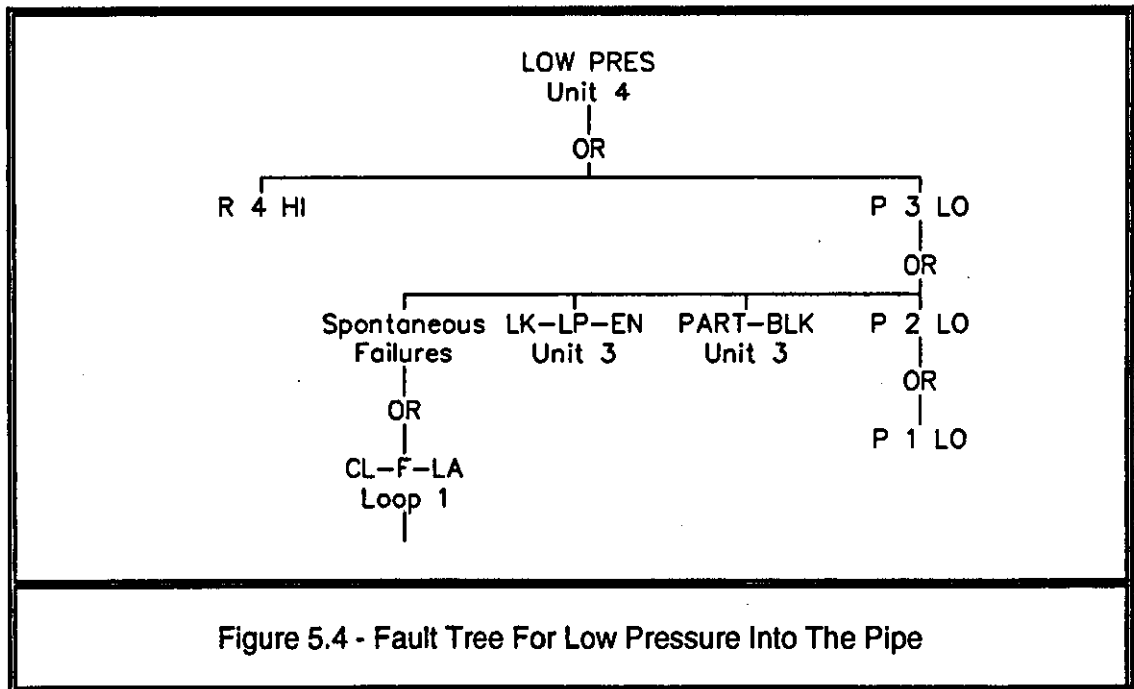 LOW PRES
Unit 4
OR
R 4 HI
P 3 LO
OR
Spontaneous Failures
LK-LP-EN Unit 3
PART-BLK Unit 3
P 2 LO
OR
OR
CL-F-LA
Loop 1
P 1 LO
Figure 5.4 - Fault Tree For Low Pressure Into The Pipe